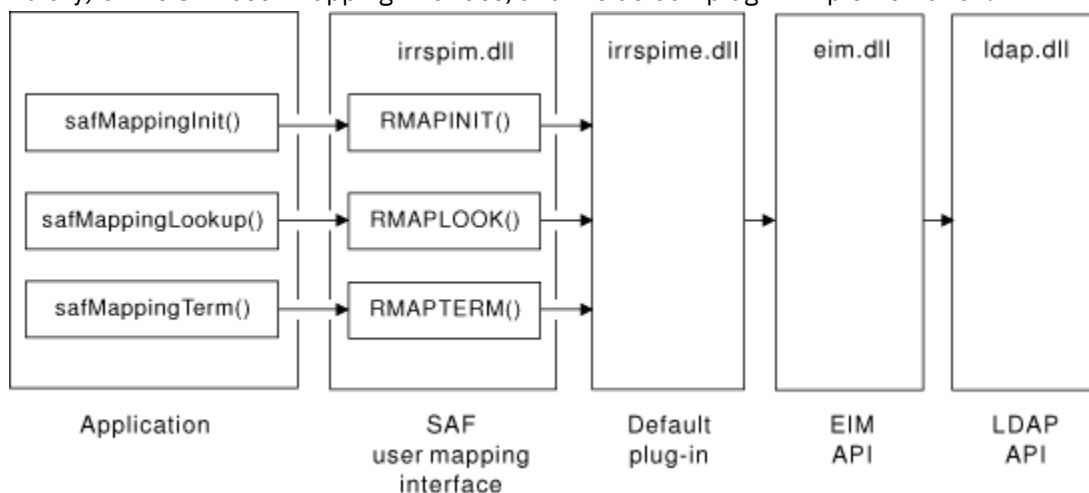 irrspim.dll
irrspime.dll
eim.dll
ldap.dll
safMappingInit()
RMAPINIT()
safMappingLookup()
RMAPLOOK()
safMappingTerm()
RMAPTERM()
Application
SAF
user mapping
interface
Default
plug-in
EIM
API
LDAP
API